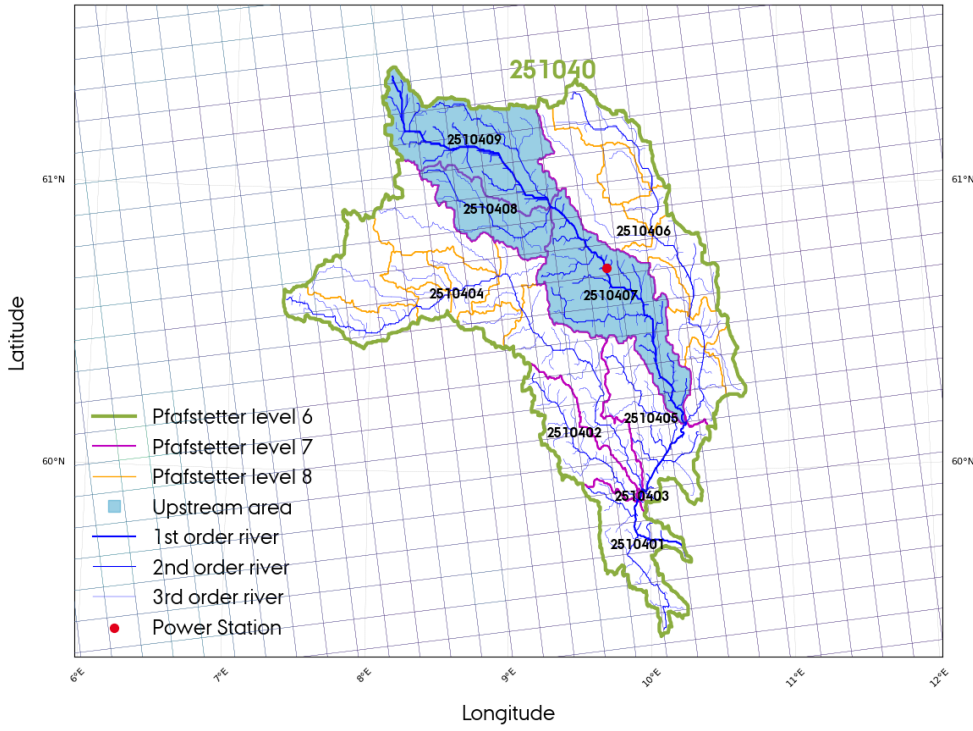 251040
2510409
2510408
2510406
2510404
2510407
2510405
2510402
2510403
2510401
61°N
61°N
60°N
60°N
Latitude
Pfafstetter level 6
Pfafstetter level 7
Pfafstetter level 8
Upstream area
1st order river
2nd order river
3rd order river
Power Station
6°E
7°E
8°E
9°E
10°E
11°E
12°E
Longitude